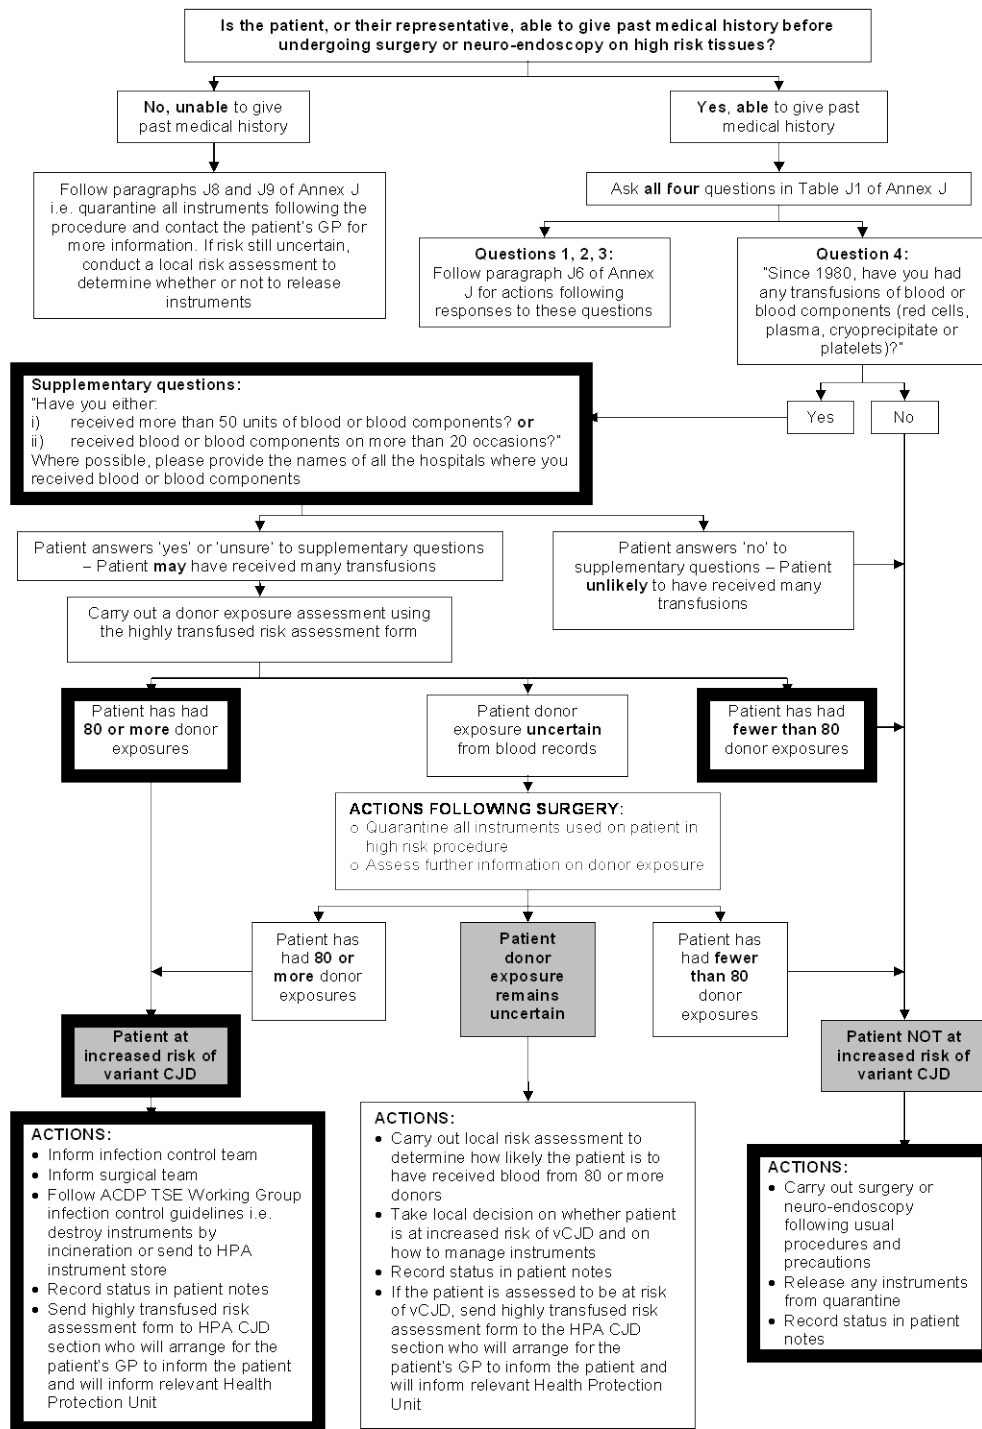 Is the patient, or their representative, able to give past medical history before
undergoing surgery or neuro-endoscopy on high risk tissues?
No, unable to give
past medical history
Yes, able to give past
medical history
Follow paragraphs J8 and J9 of Annex J
i.e. quarantine all instruments following
the procedure and contact the patient's GP for
more information. If risk still uncertain,
conduct a local risk assessment to
determine whether or not to release
instruments
Ask all four questions in Table J1 of Annex J
Questions 1, 2, 3:
Follow paragraph J6 of Annex
J for actions following
responses to these questions
Question 4:
"Since 1980, have you had
any transfusions of blood or
blood components (red cells,
plasma, cryoprecipitate or
platelets)?"
Yes
No
Supplementary questions:
"Have you either:
i) received more than 50 units of blood or blood components? or
ii) received blood or blood components on more than 20 occasions?"
Where possible, please provide the names of all the hospitals where you
received blood or blood components
Patient answers 'yes' or 'unsure' to supplementary questions
– Patient may have received many transfusions
Patient answers 'no' to
supplementary questions – Patient
unlikely to have received many
transfusions
Carry out a donor exposure assessment using
the highly transfused risk assessment form
Patient has had
80 or more donor
exposures
Patient donor
exposure uncertain
from blood records
Patient has had
fewer than 80
donor exposures
ACTIONS FOLLOWING SURGERY:
o Quarantine all instruments used on patient in
high risk procedure
o Assess further information on donor exposure
Patient has
had 80 or
more donor
exposures
Patient
donor
exposure
remains
uncertain
Patient has
had fewer
than 80
donor
exposures
Patient at
increased risk of
variant CJD
Patient NOT at
increased risk of
variant CJD
ACTIONS:
• Inform infection control team
• Inform surgical team
• Follow ACDP TSE Working Group
infection control guidelines i.e.
destroy instruments by
incineration or send to HPA
instrument store
• Record status in patient notes
• Send highly transfused risk
assessment form to HPA CJD
section who will arrange for the
patient's GP to inform the patient
and will inform relevant Health
Protection Unit
ACTIONS:
• Carry out local risk assessment to
determine how likely the patient is to
have received blood from 80 or more
donors
• Take local decision on whether patient
is at increased risk of vCJD and on
how to manage instruments
• Record status in patient notes
• If the patient is assessed to be at risk
of vCJD, send highly transfused risk
assessment form to the HPA CJD
section who will arrange for the
patient's GP to inform the patient and
will inform relevant Health Protection
Unit
ACTIONS:
• Carry out surgery or
neuro-endoscopy
following usual
procedures and
precautions
• Release any instruments
from quarantine
• Record status in patient
notes